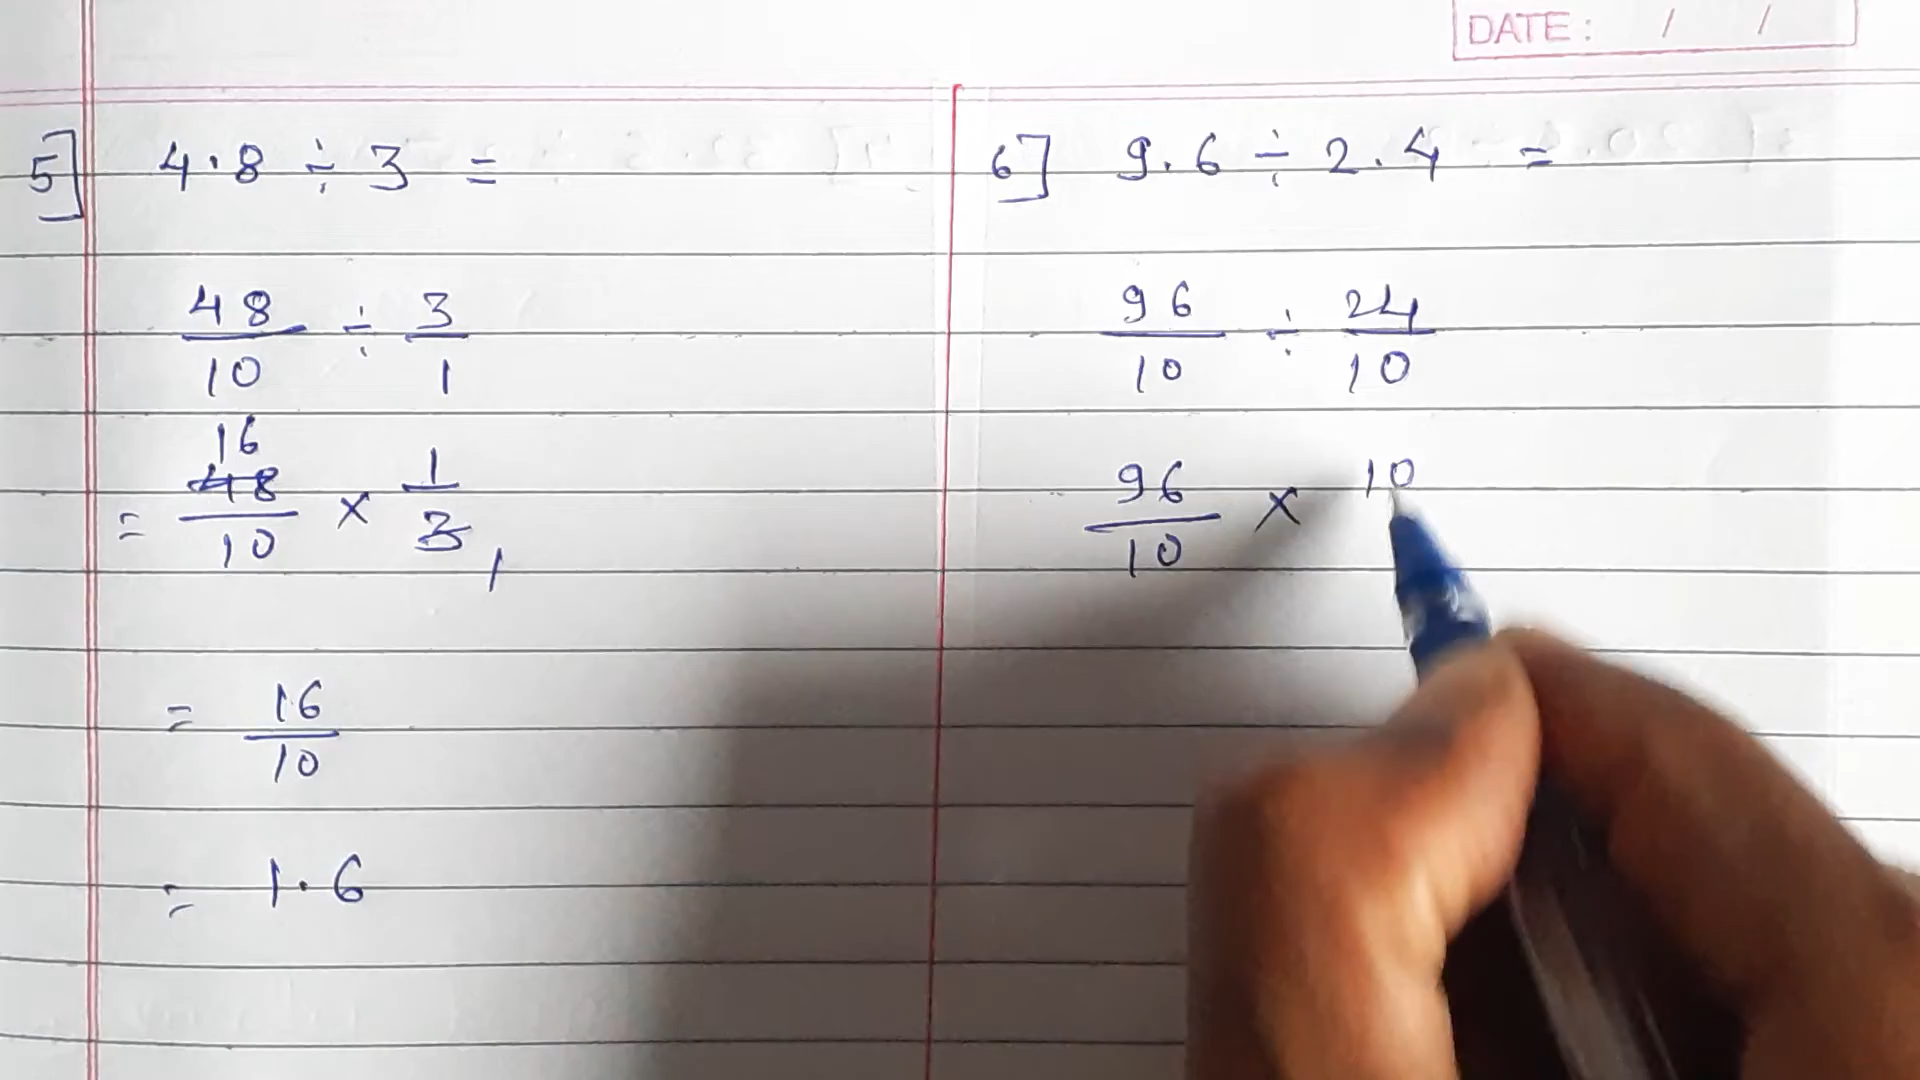 DATE: / /
5] 4.8 ÷ 3 =
48/10 ÷ 3/1
16
= 48/10 × 1/3 ,
= 16/10
= 1.6
6] 9.6 ÷ 2.4 =
96/10 ÷ 24/10
96/10 × 10